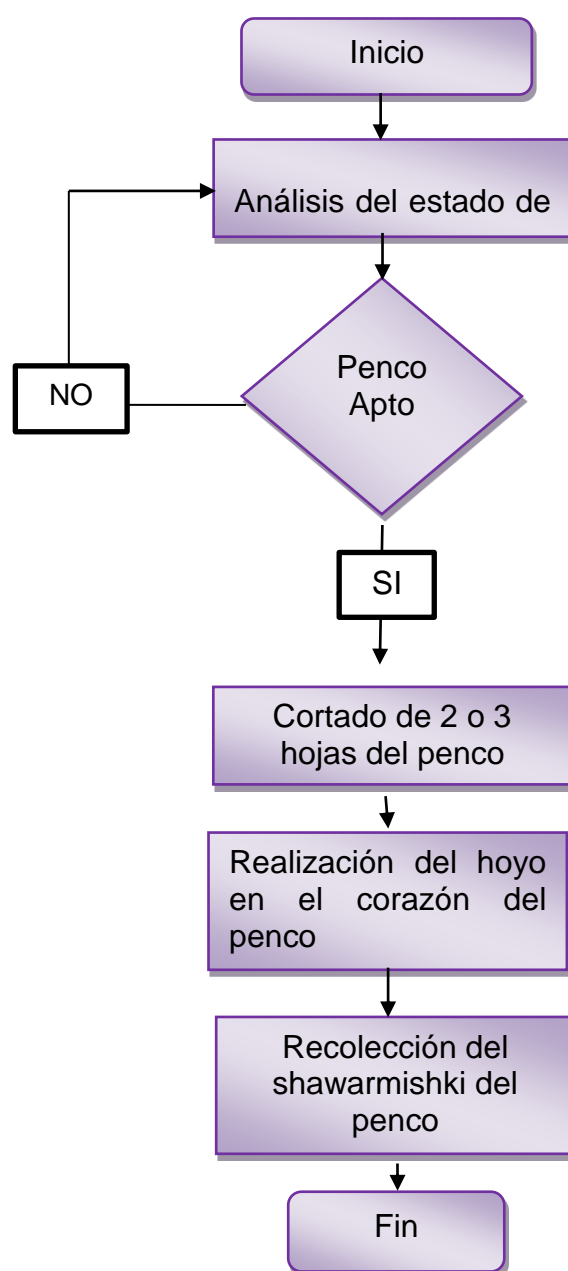 Inicio
Análisis del estado de
Penco
Apto
NO
SI
Cortado de 2 o 3
hojas del penco
Realización del hoyo
en el corazón del
penco
Recolección del
shawarmishki del
penco
Fin